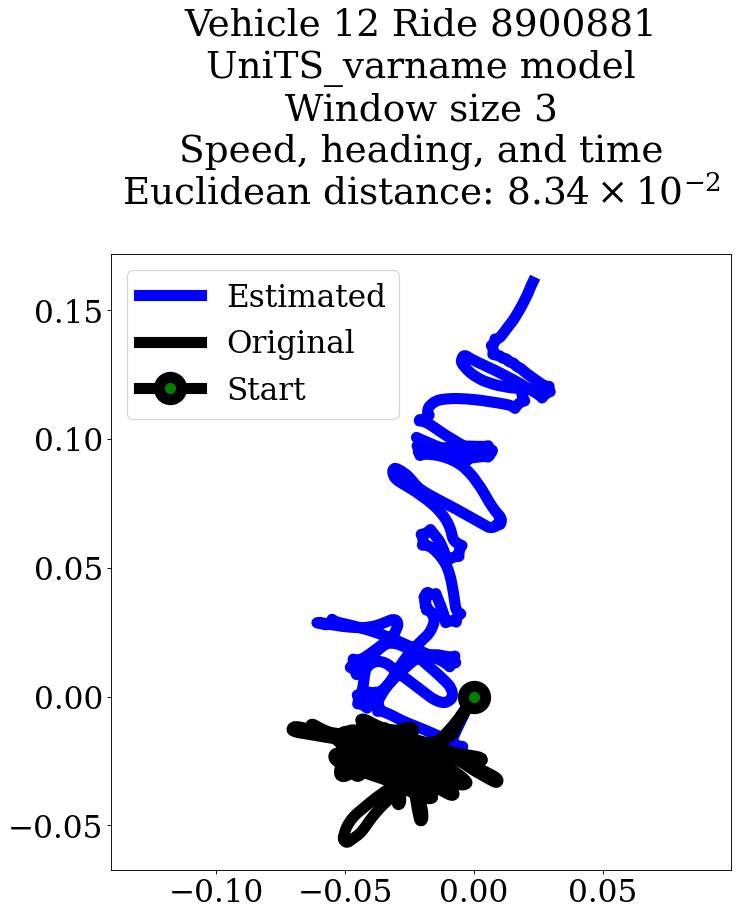 Vehicle 12 Ride 8900881
UniTS_varname model
Window size 3
Speed, heading, and time
Euclidean distance: 8.34 × 10⁻²
Estimated
Original
Start
0.15
0.10
0.05
0.00
−0.05
−0.10
−0.05
0.00
0.05